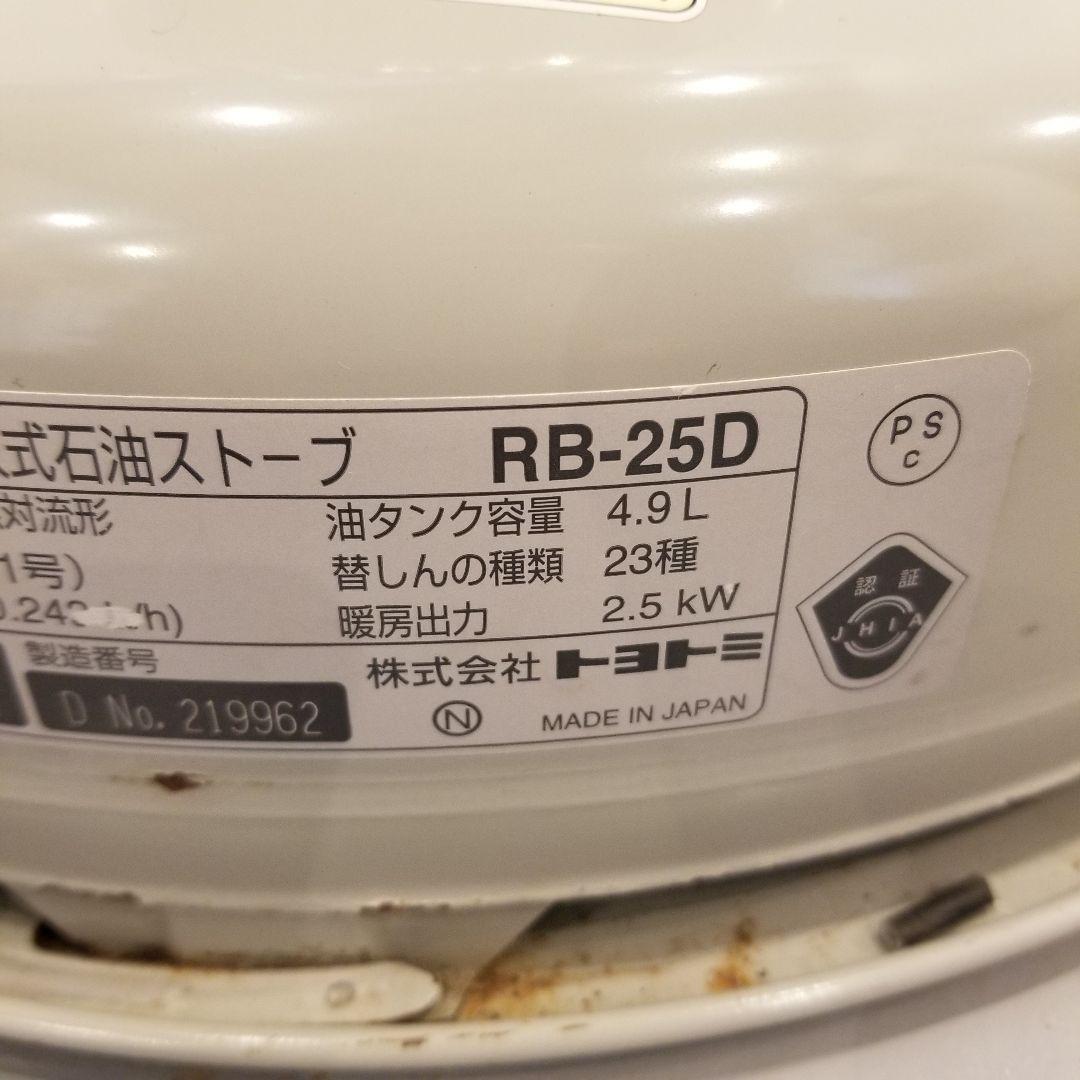 式石油ストーブ RB-25D
対流形 油タンク容量 4.9L
1号) 替しんの種類 23種
0.243 /h) 暖房出力 2.5 kW
製造番号 株式会社 トヨトミ
D No. 219962 N MADE IN JAPAN
PS
C
認証
JHIA